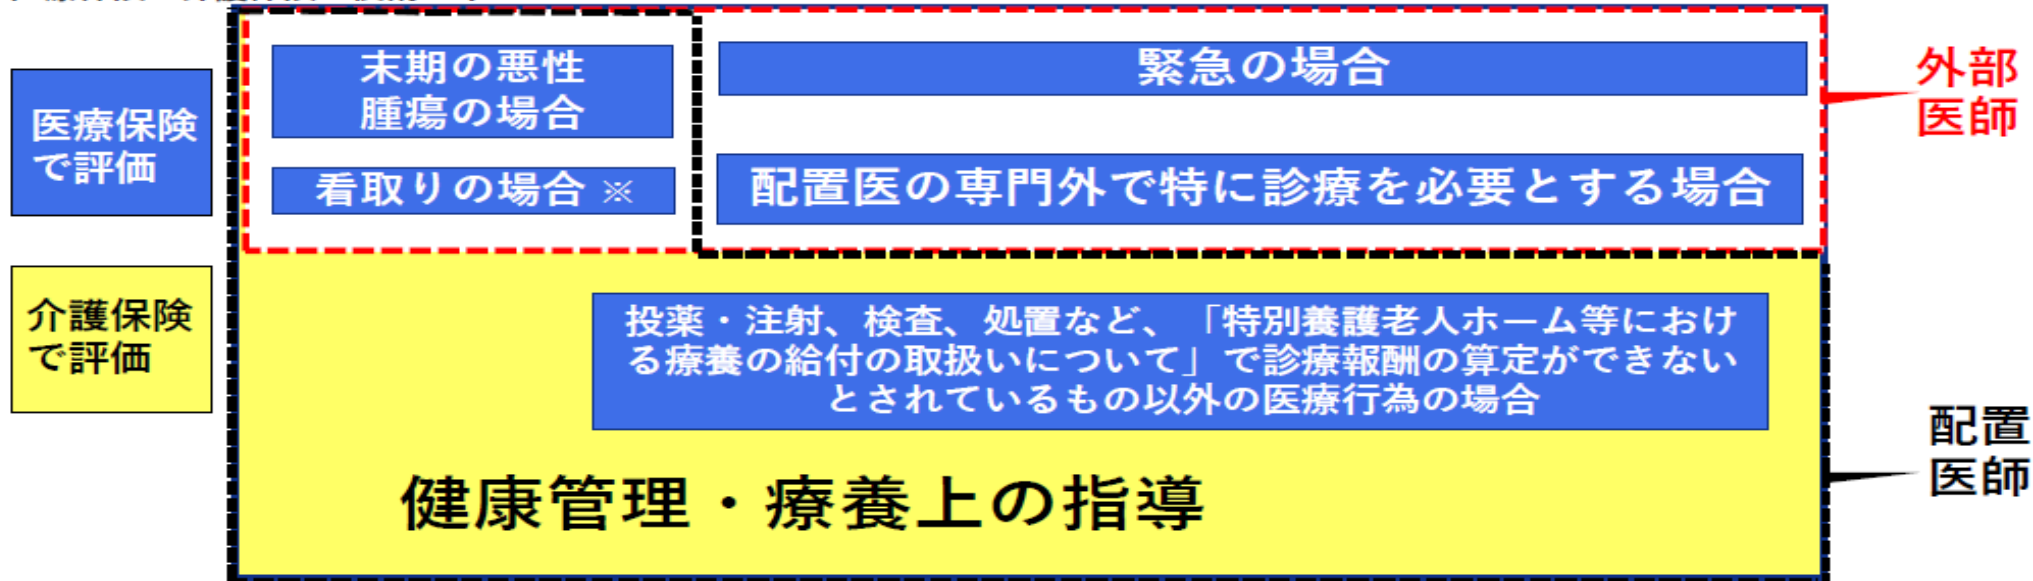 医療保険
で評価
介護保険
で評価
末期の悪性
腫瘍の場合
看取りの場合 ※
緊急の場合
配置医の専門外で特に診療を必要とする場合
外部
医師
投薬・注射、検査、処置など、「特別養護老人ホーム等におけ
る療養の給付の取扱いについて」で診療報酬の算定ができない
とされているもの以外の医療行為の場合
健康管理・療養上の指導
配置
医師